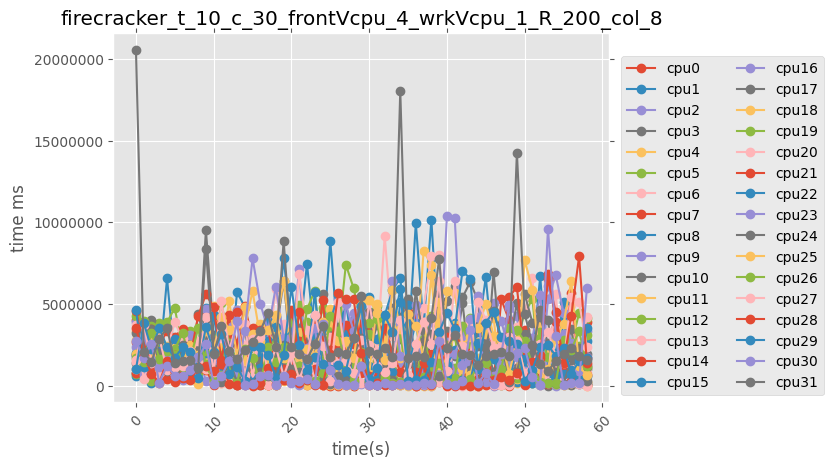 firecracker_t_10_c_30_frontVcpu_4_wrkVcpu_1_R_200_col_8
20000000
15000000
10000000
5000000
0
time ms
0 10 20 30 40 50 60
time(s)
cpu0 cpu16
cpu1 cpu17
cpu2 cpu18
cpu3 cpu19
cpu4 cpu20
cpu5 cpu21
cpu6 cpu22
cpu7 cpu23
cpu8 cpu24
cpu9 cpu25
cpu10 cpu26
cpu11 cpu27
cpu12 cpu28
cpu13 cpu29
cpu14 cpu30
cpu15 cpu31